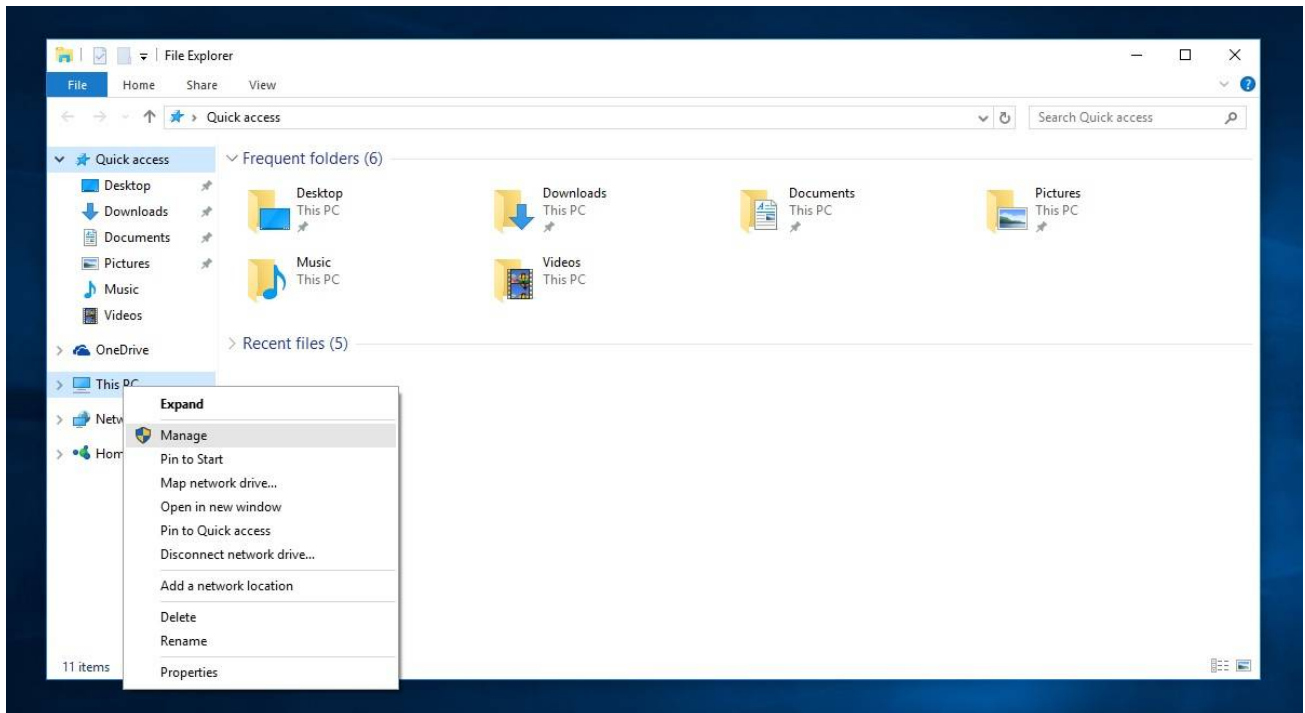 File Explorer
File Home Share View
Quick access
Search Quick access
Quick access
Desktop
Downloads
Documents
Pictures
Music
Videos
OneDrive
This PC
Netw
Hom
Frequent folders (6)
Desktop
This PC
Downloads
This PC
Documents
This PC
Pictures
This PC
Music
This PC
Videos
This PC
Recent files (5)
Expand
Manage
Pin to Start
Map network drive...
Open in new window
Pin to Quick access
Disconnect network drive...
Add a network location
Delete
Rename
Properties
11 items